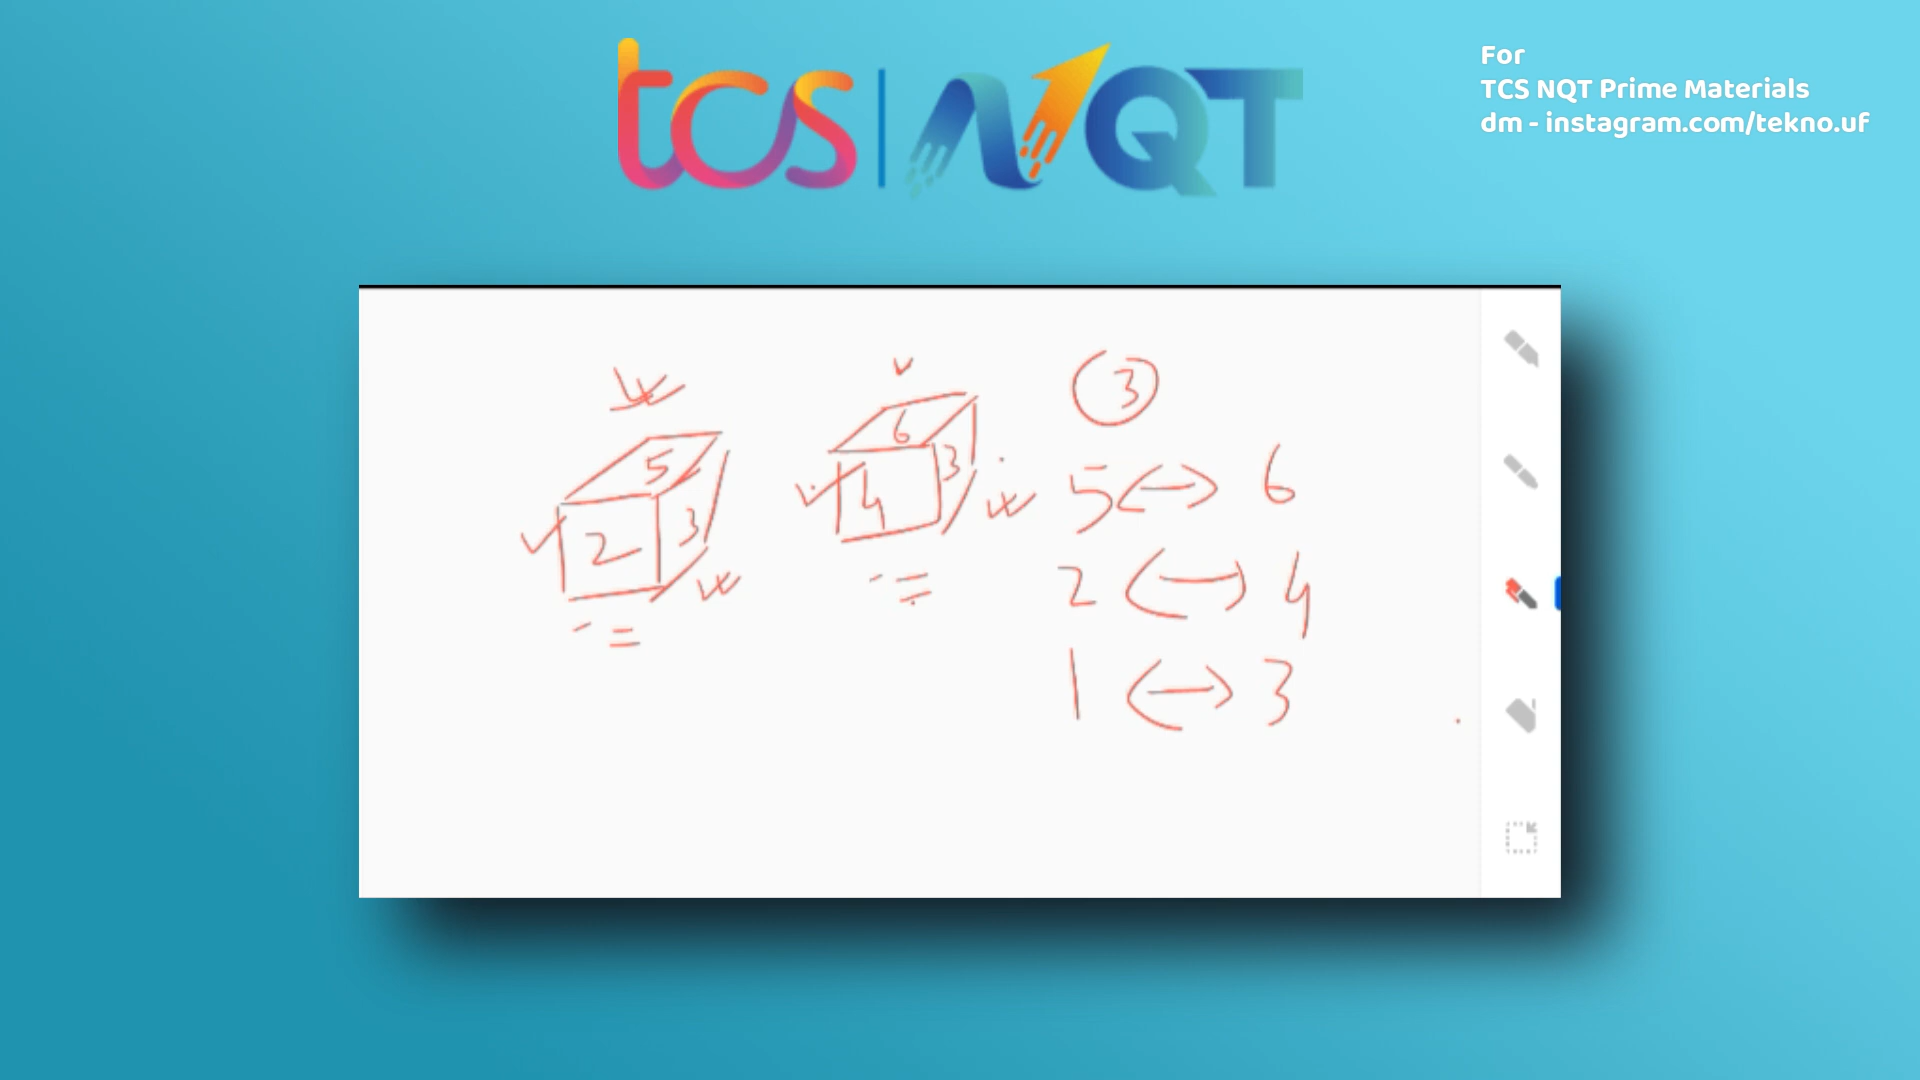 tcs NQT
For
TCS NQT Prime Materials
dm - instagram.com/tekno.uf
5
2 3
6
4 3
3
5 <-> 6
2 <-> 4
1 <-> 3